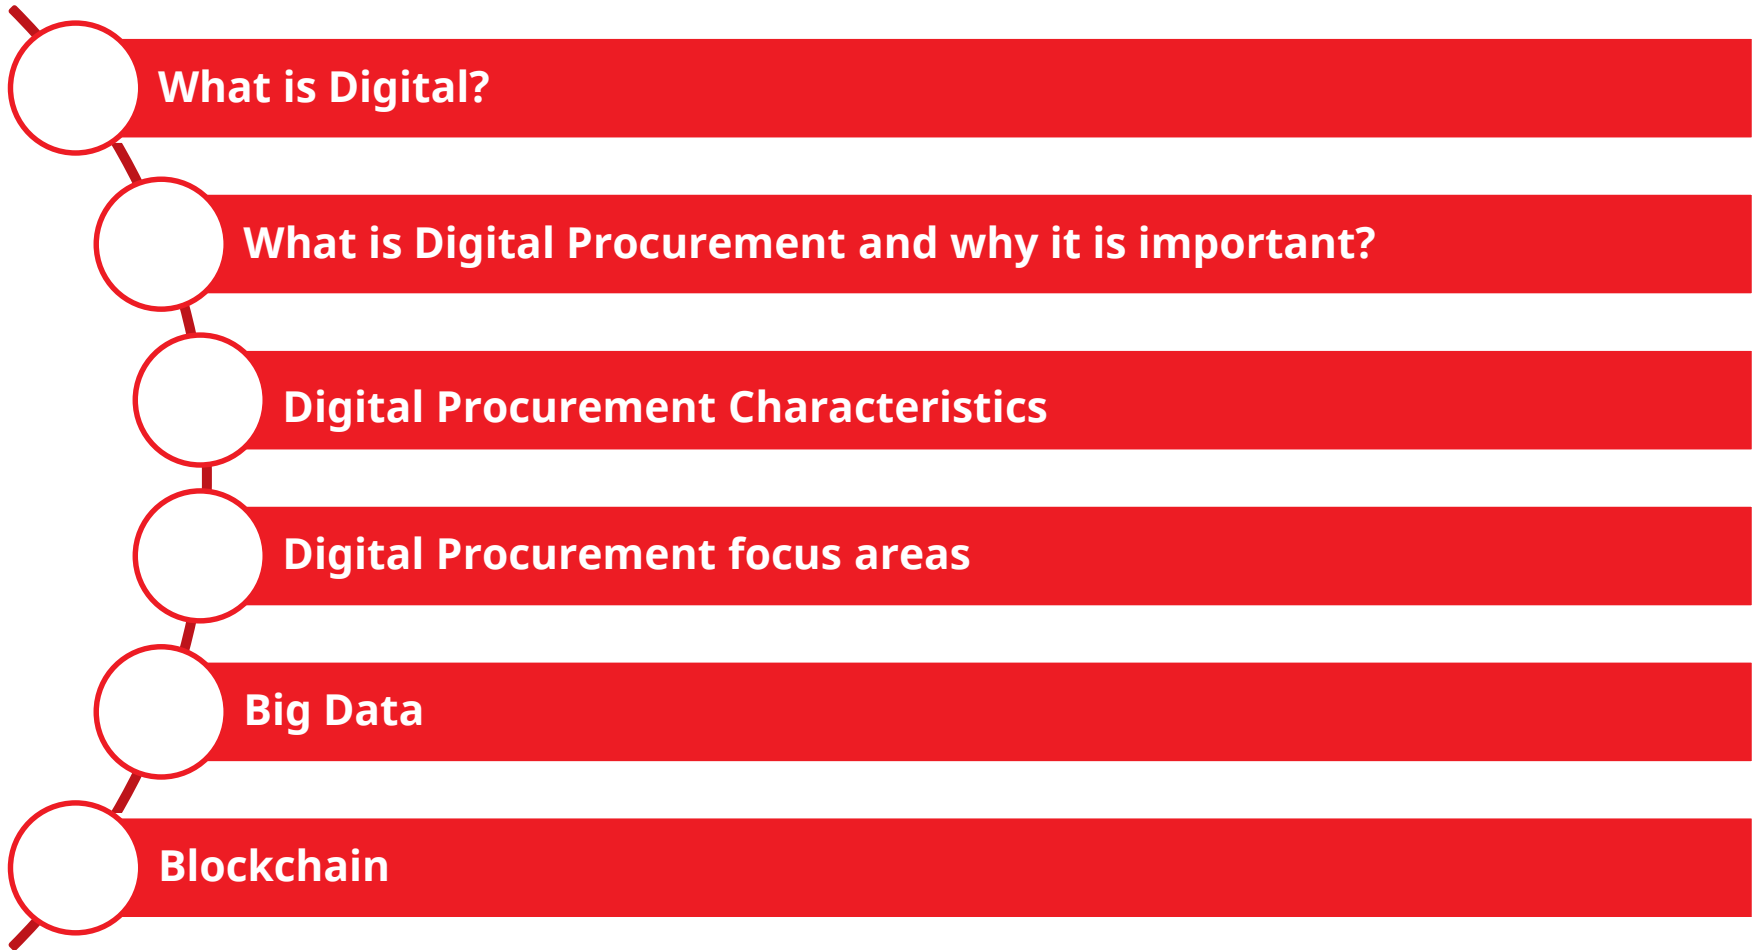 What is Digital?
What is Digital Procurement and why it is important?
Digital Procurement Characteristics
Digital Procurement focus areas
Big Data
Blockchain